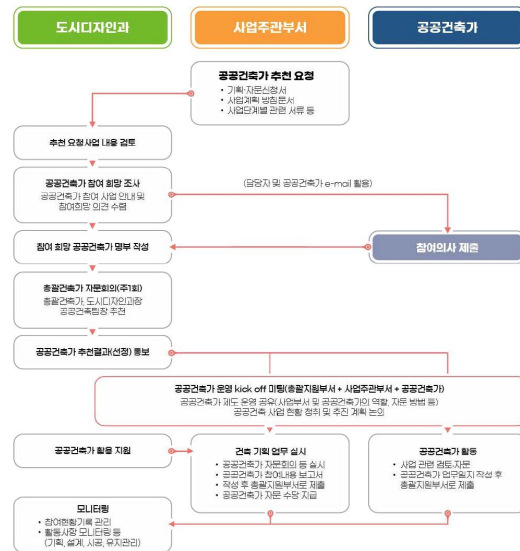 도시디자인과
사업주관부서
공공건축가
공공건축가 추천 요청
• 기획·자문신청서
• 사업계획 방침문서
• 사업단계별 관련 서류 등
추천 요청사업 내용 검토
공공건축가 참여 희망 조사
공공건축가 참여 사업 안내 및
참여희망 의견 수렴
(담당자 및 공공건축가 e-mail 활용)
참여 희망 공공건축가 명부 작성
참여의사 제출
총괄건축가 자문회의(주1회)
총괄건축가, 도시디자인과장
공공건축팀장 추천
공공건축가 추천결과(선정) 통보
공공건축가 운영 kick off 미팅(총괄지원부서 + 사업주관부서 + 공공건축가)
공공건축가 제도 운영 공유(사업부서 및 공공건축가의 역할, 자문 방법 등)
공공건축 사업 현황 청취 및 추진 계획 논의
공공건축가 활용 지원
건축 기획 업무 실시
• 공공건축가 자문회의 등 실시
• 공공건축가 참여내용 보고서
• 작성 후 총괄지원부서로 제출
• 공공건축가 자문 수당 지급
공공건축가 활동
• 사업 관련 검토·자문
• 공공건축가 업무일지 작성 후
총괄지원부서로 제출
모니터링
• 참여현황기록 관리
• 활동사항 모니터링 등
(기획, 설계, 시공, 유지관리)